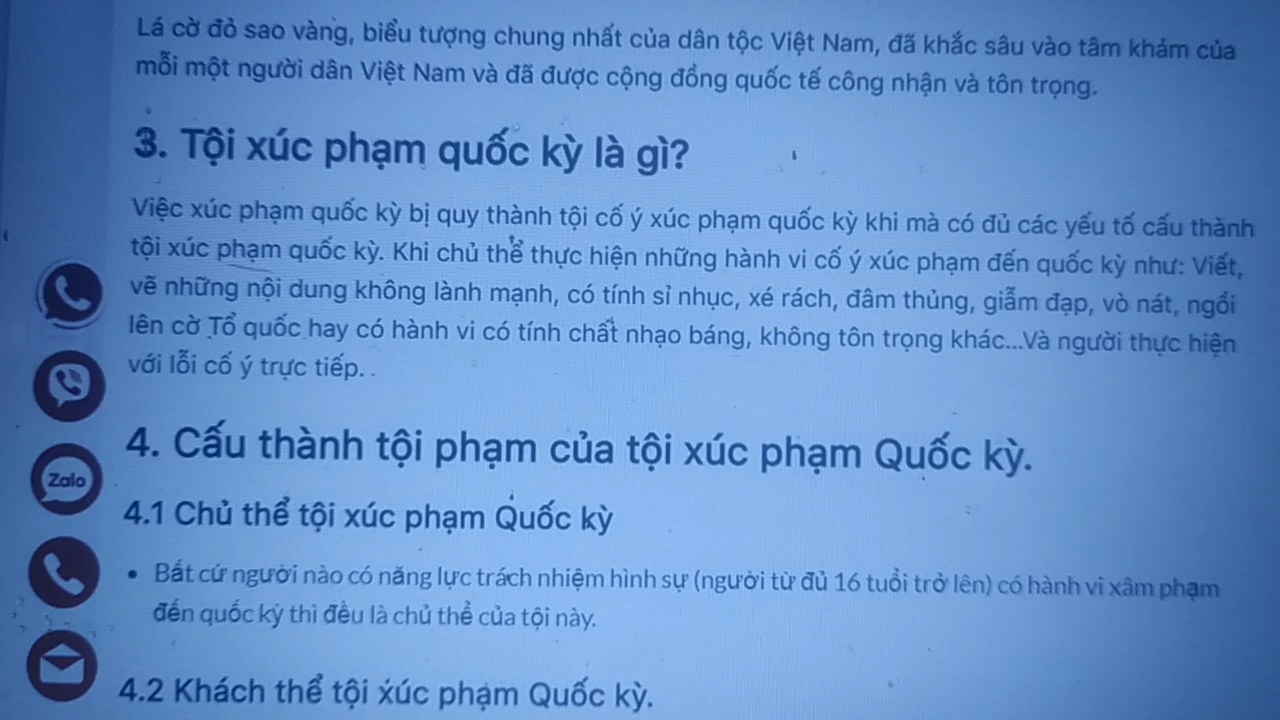 Lá cờ đỏ sao vàng, biểu tượng chung nhất của dân tộc Việt Nam, đã khắc sâu vào tâm khảm của
mỗi một người dân Việt Nam và đã được cộng đồng quốc tế công nhận và tôn trọng.
3. Tội xúc phạm quốc kỳ là gì?
Việc xúc phạm quốc kỳ bị quy thành tội cố ý xúc phạm quốc kỳ khi mà có đủ các yếu tố cấu thành
tội xúc phạm quốc kỳ. Khi chủ thể thực hiện những hành vi cố ý xúc phạm đến quốc kỳ như: Viết,
vẽ những nội dung không lành mạnh, có tính sỉ nhục, xé rách, đâm thủng, giẫm đạp, vò nát, ngồi
lên cờ Tổ quốc hay có hành vi có tính chất nhạo báng, không tôn trọng khác...Và người thực hiện
với lỗi cố ý trực tiếp. .
4. Cấu thành tội phạm của tội xúc phạm Quốc kỳ.
Zalo
4.1 Chủ thể tội xúc phạm Quốc kỳ
• Bất cứ người nào có năng lực trách nhiệm hình sự (người từ đủ 16 tuổi trở lên) có hành vi xâm phạm
đến quốc kỳ thì đều là chủ thể của tội này.
4.2 Khách thể tội xúc phạm Quốc kỳ.